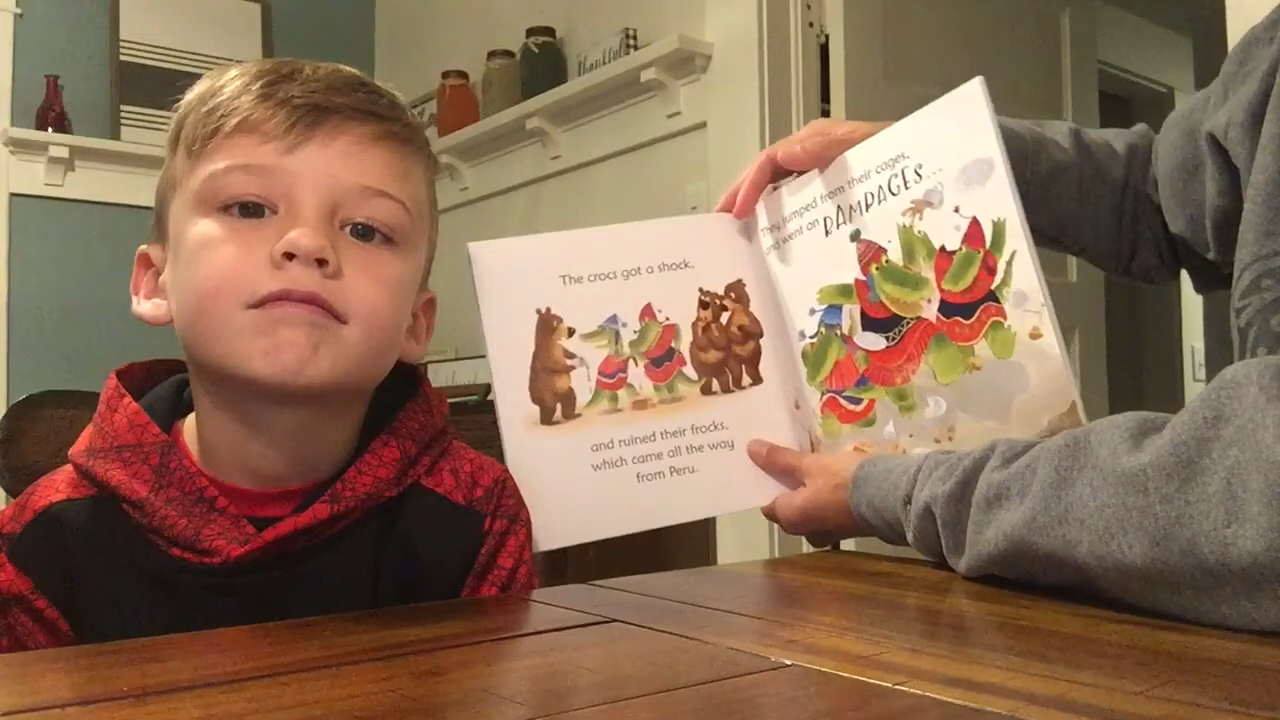 thankful
The crocs got a shock,
and ruined their frocks,
which came all the way
from Peru.
They jumped from their cages,
and went on RAMPAGES...